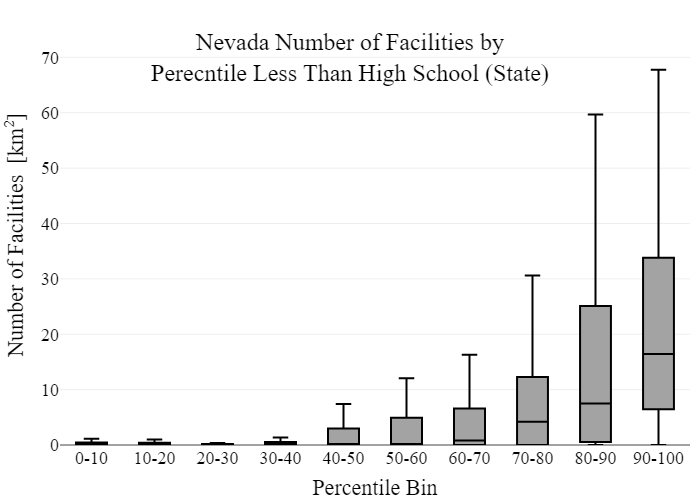 Nevada Number of Facilities by
Perecntile Less Than High School (State)
Number of Facilities [km²]
70
60
50
40
30
20
10
0
0-10 10-20 20-30 30-40 40-50 50-60 60-70 70-80 80-90 90-100
Percentile Bin